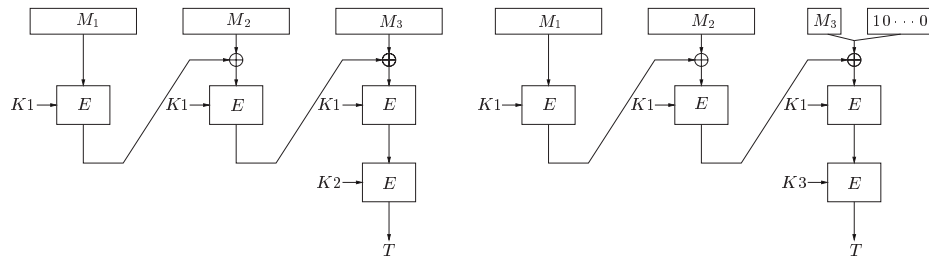 M₁ M₂ M₃ M₁ M₂ M₃ 10···0
K1 E K1 E K1 E K1 E K1 E K1 E
K2 E K3 E
T T